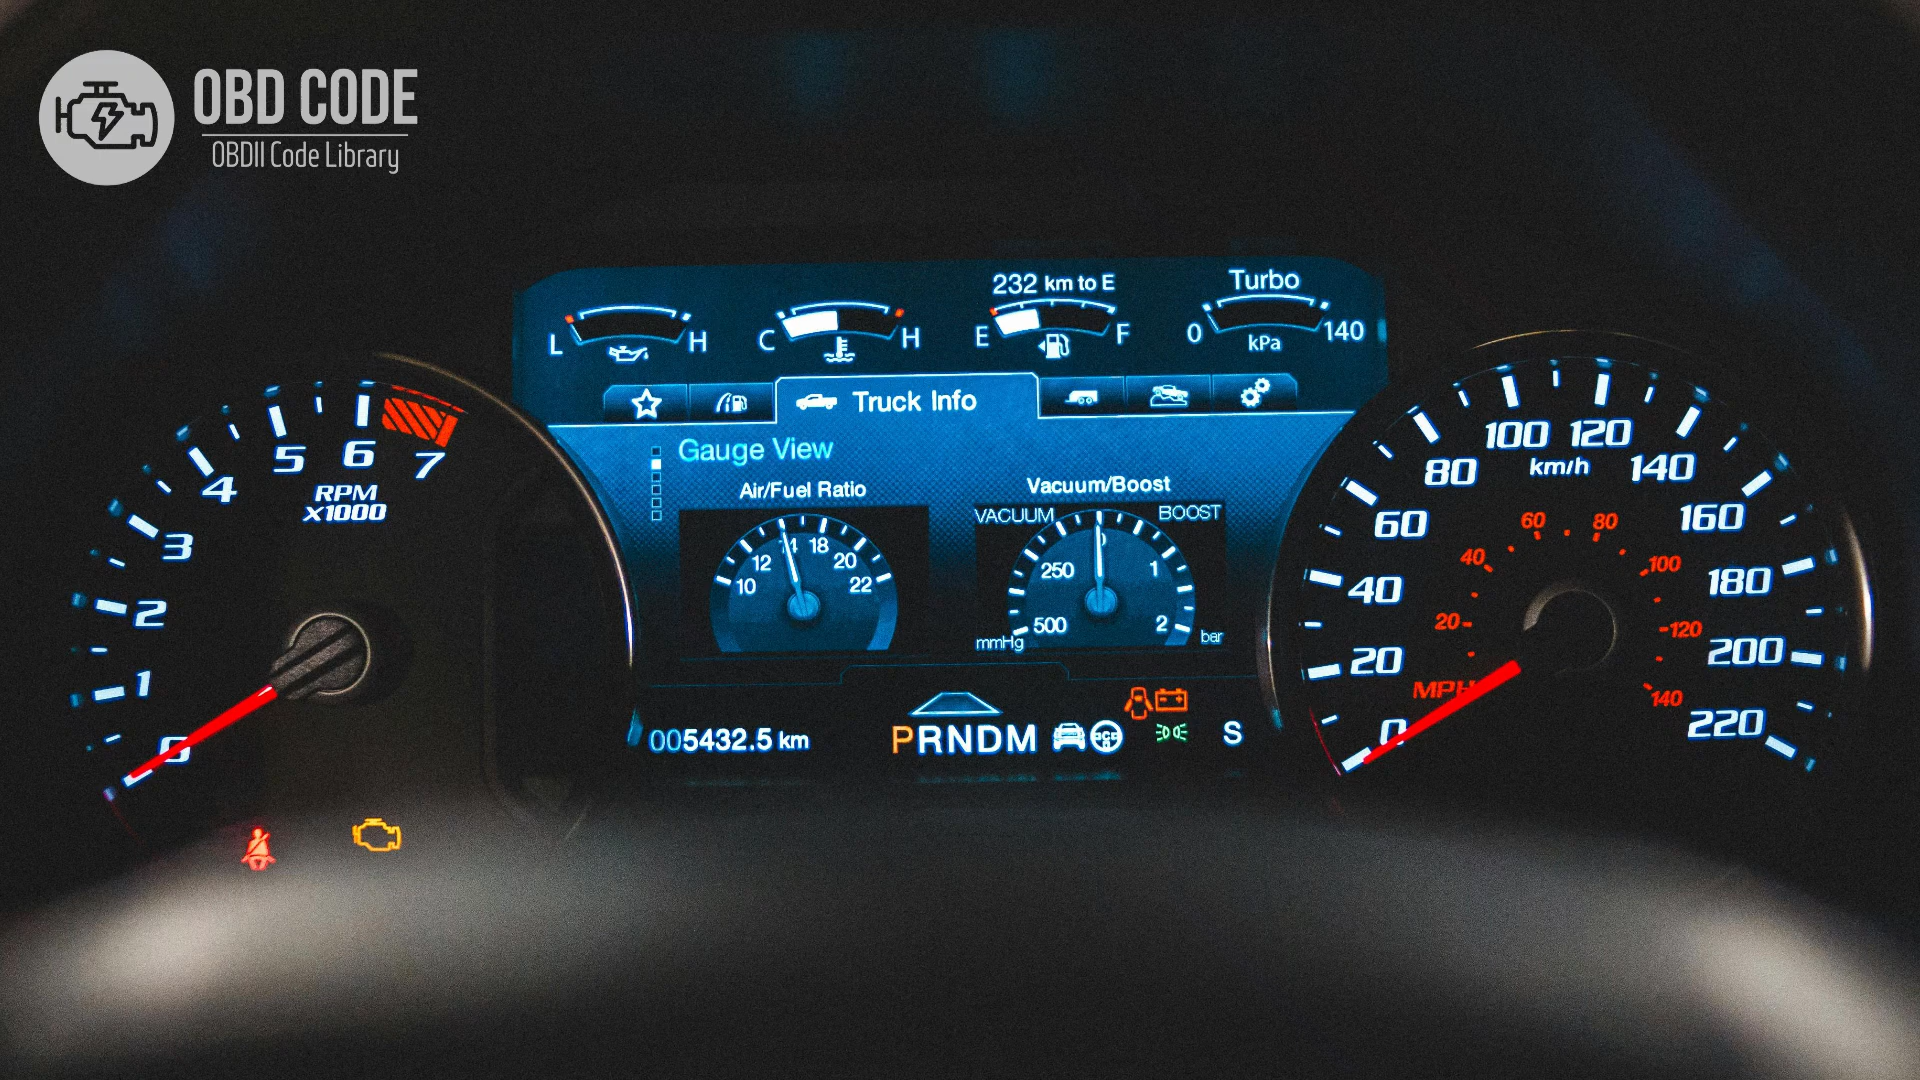 OBD CODE
OBDII Code Library
232 km to E
Turbo
L H
C H
E F
0 140
kPa
Truck Info
Gauge View
Air/Fuel Ratio
10 12 14 18 20 22
Vacuum/Boost
VACUUM BOOST
500 250 0 1 2
mmHg bar
0 1 2 3 4 5 6 7
RPM
X1000
0 20 40 60 80 100 120 140 160 180 200 220
km/h
20 40 60 80 100 120 140
MPH
005432.5 km
PRNDM
S